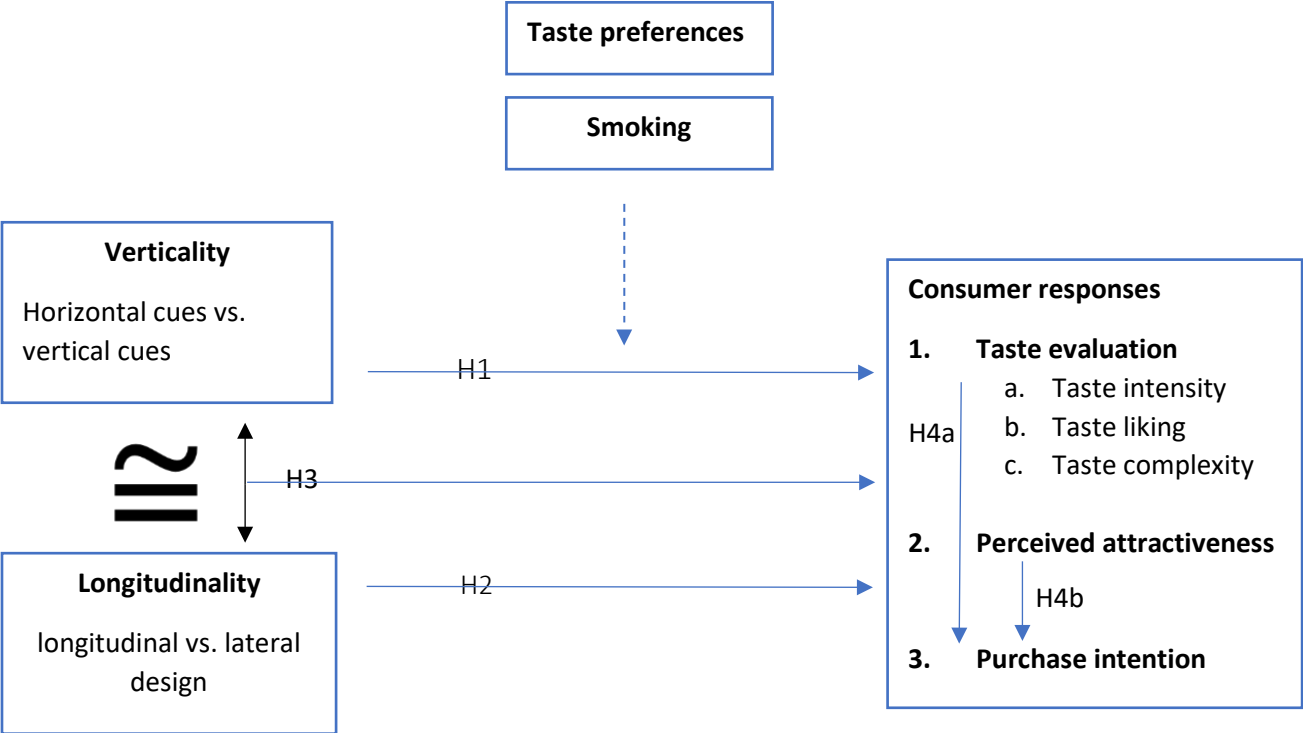 Taste preferences
Smoking
Verticality
Horizontal cues vs.
vertical cues
H1
≅
H3
Longitudinality
longitudinal vs. lateral
design
H2
Consumer responses
1. Taste evaluation
a. Taste intensity
b. Taste liking
c. Taste complexity
H4a
2. Perceived attractiveness
H4b
3. Purchase intention